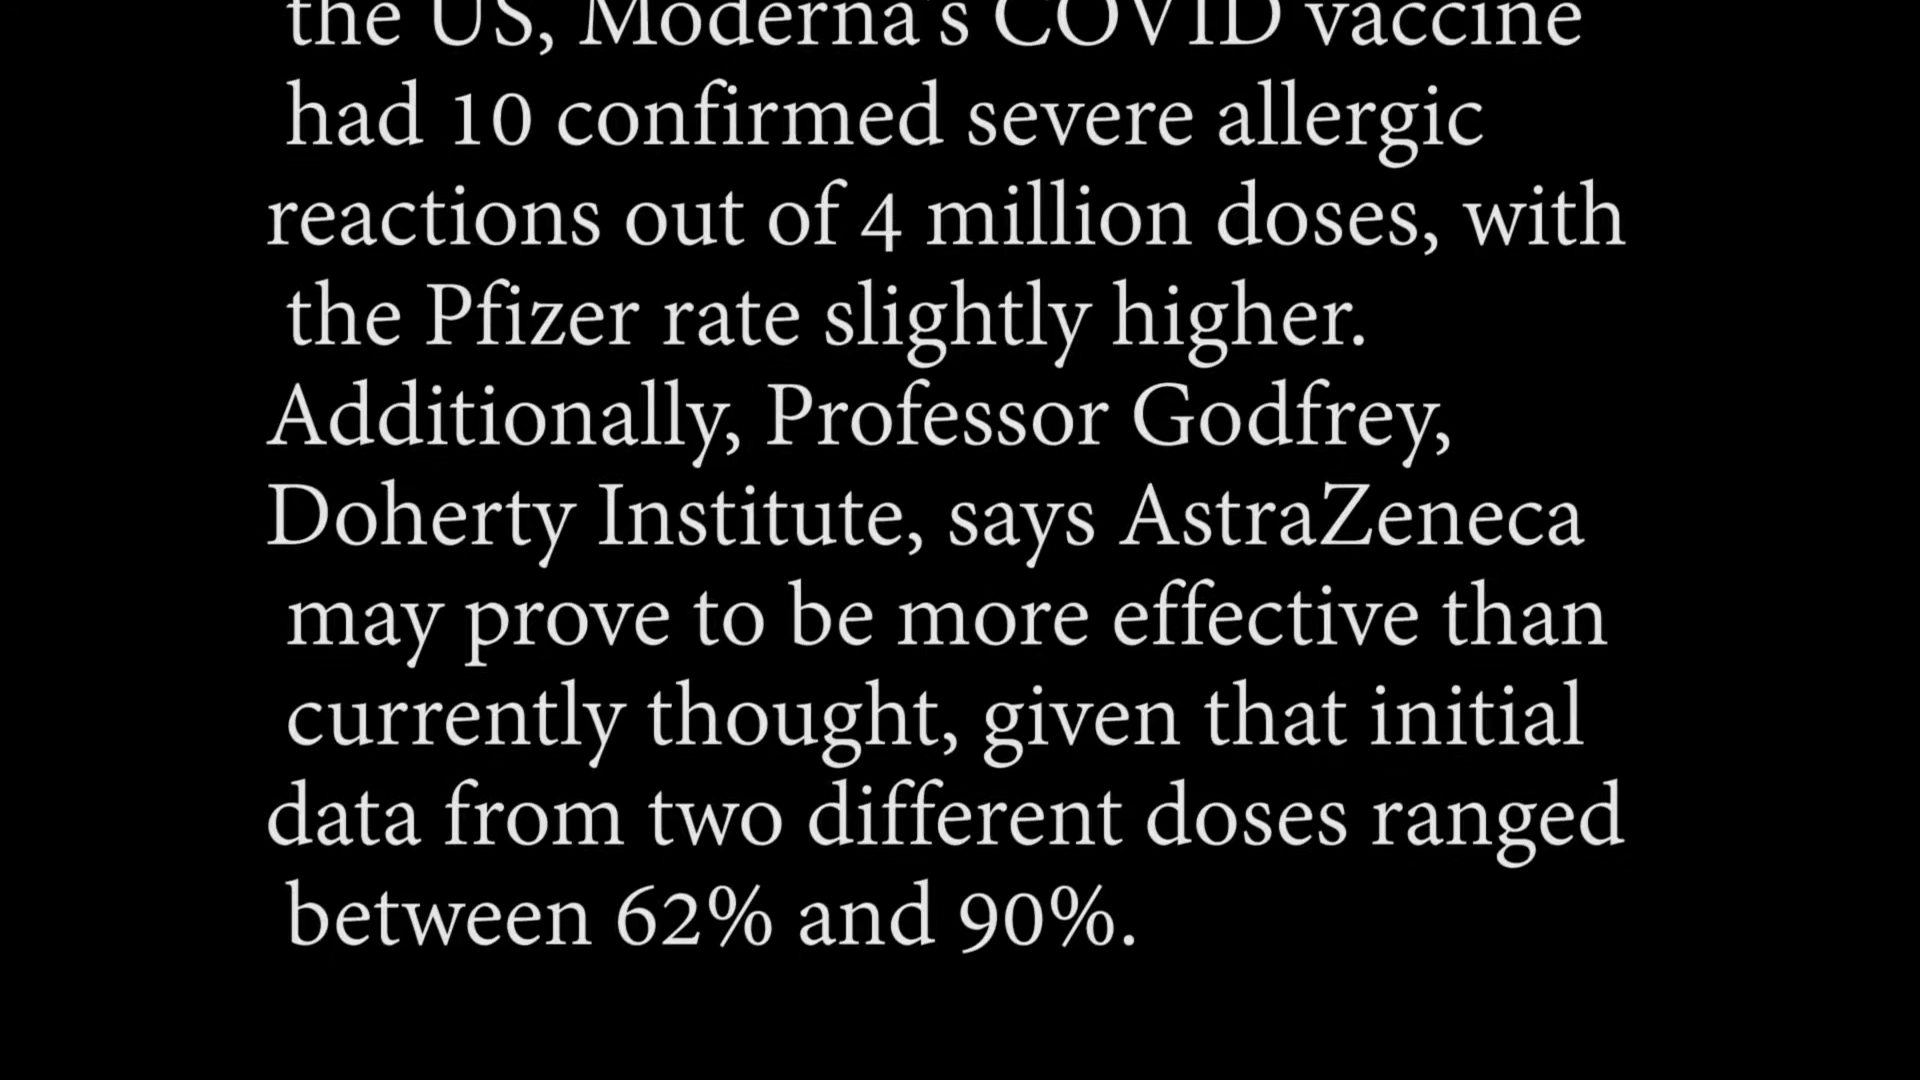 the US, Moderna's COVID vaccine
had 10 confirmed severe allergic
reactions out of 4 million doses, with
the Pfizer rate slightly higher.
Additionally, Professor Godfrey,
Doherty Institute, says AstraZeneca
may prove to be more effective than
currently thought, given that initial
data from two different doses ranged
between 62% and 90%.